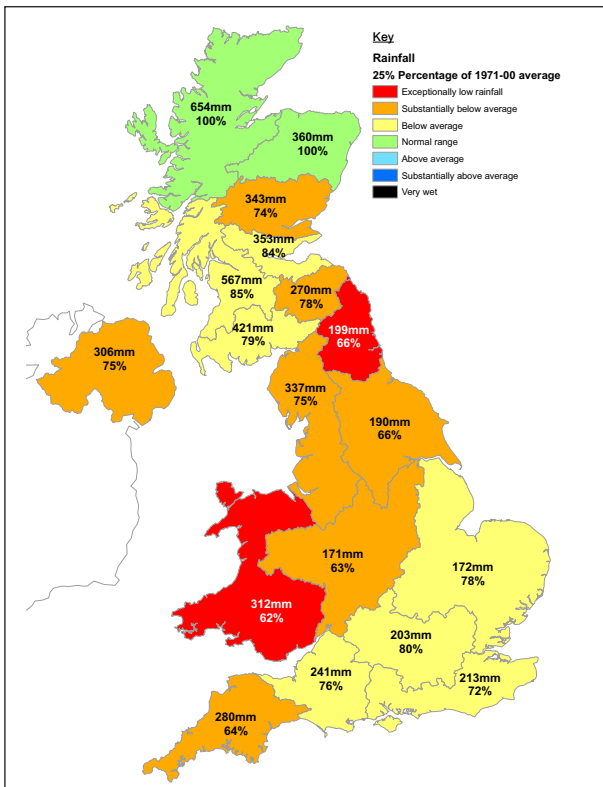 Key
Rainfall
25% Percentage of 1971-00 average
Exceptionally low rainfall
Substantially below average
Below average
Normal range
Above average
Substantially above average
Very wet
654mm
100%
360mm
100%
343mm
74%
353mm
84%
567mm
85%
270mm
78%
421mm
79%
199mm
66%
306mm
75%
337mm
75%
190mm
66%
171mm
63%
172mm
78%
312mm
62%
203mm
80%
241mm
76%
213mm
72%
280mm
64%